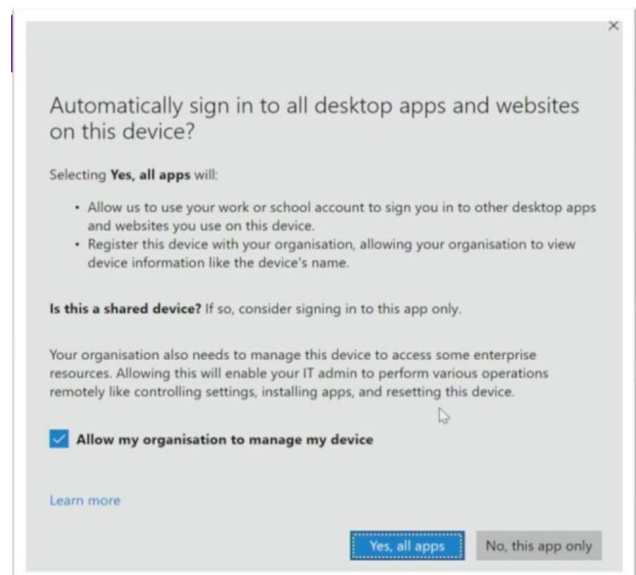 Automatically sign in to all desktop apps and websites
on this device?
Selecting Yes, all apps will:
• Allow us to use your work or school account to sign you in to other desktop apps
and websites you use on this device.
• Register this device with your organisation, allowing your organisation to view
device information like the device's name.
Is this a shared device? If so, consider signing in to this app only.
Your organisation also needs to manage this device to access some enterprise
resources. Allowing this will enable your IT admin to perform various operations
remotely like controlling settings, installing apps, and resetting this device.
Allow my organisation to manage my device
Learn more
Yes, all apps
No, this app only